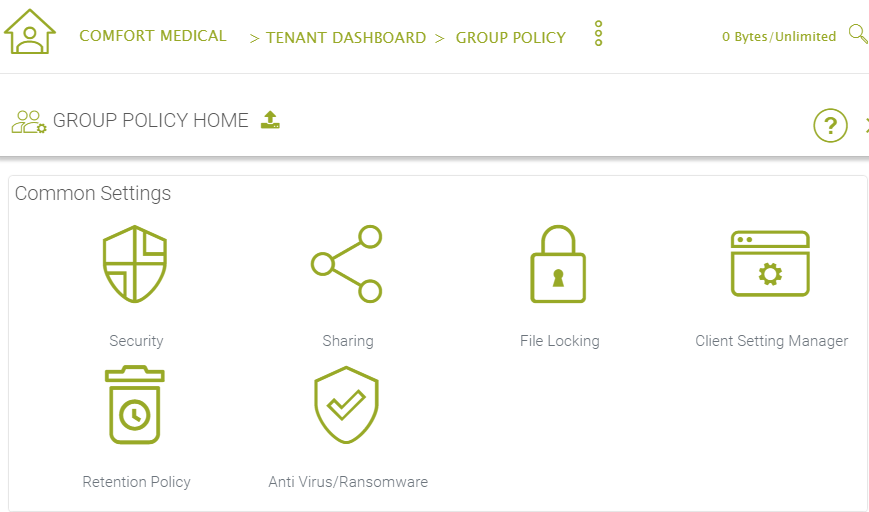 COMFORT MEDICAL > TENANT DASHBOARD > GROUP POLICY 0 Bytes/Unlimited
GROUP POLICY HOME ?
Common Settings
Security Sharing File Locking Client Setting Manager
Retention Policy Anti Virus/Ransomware